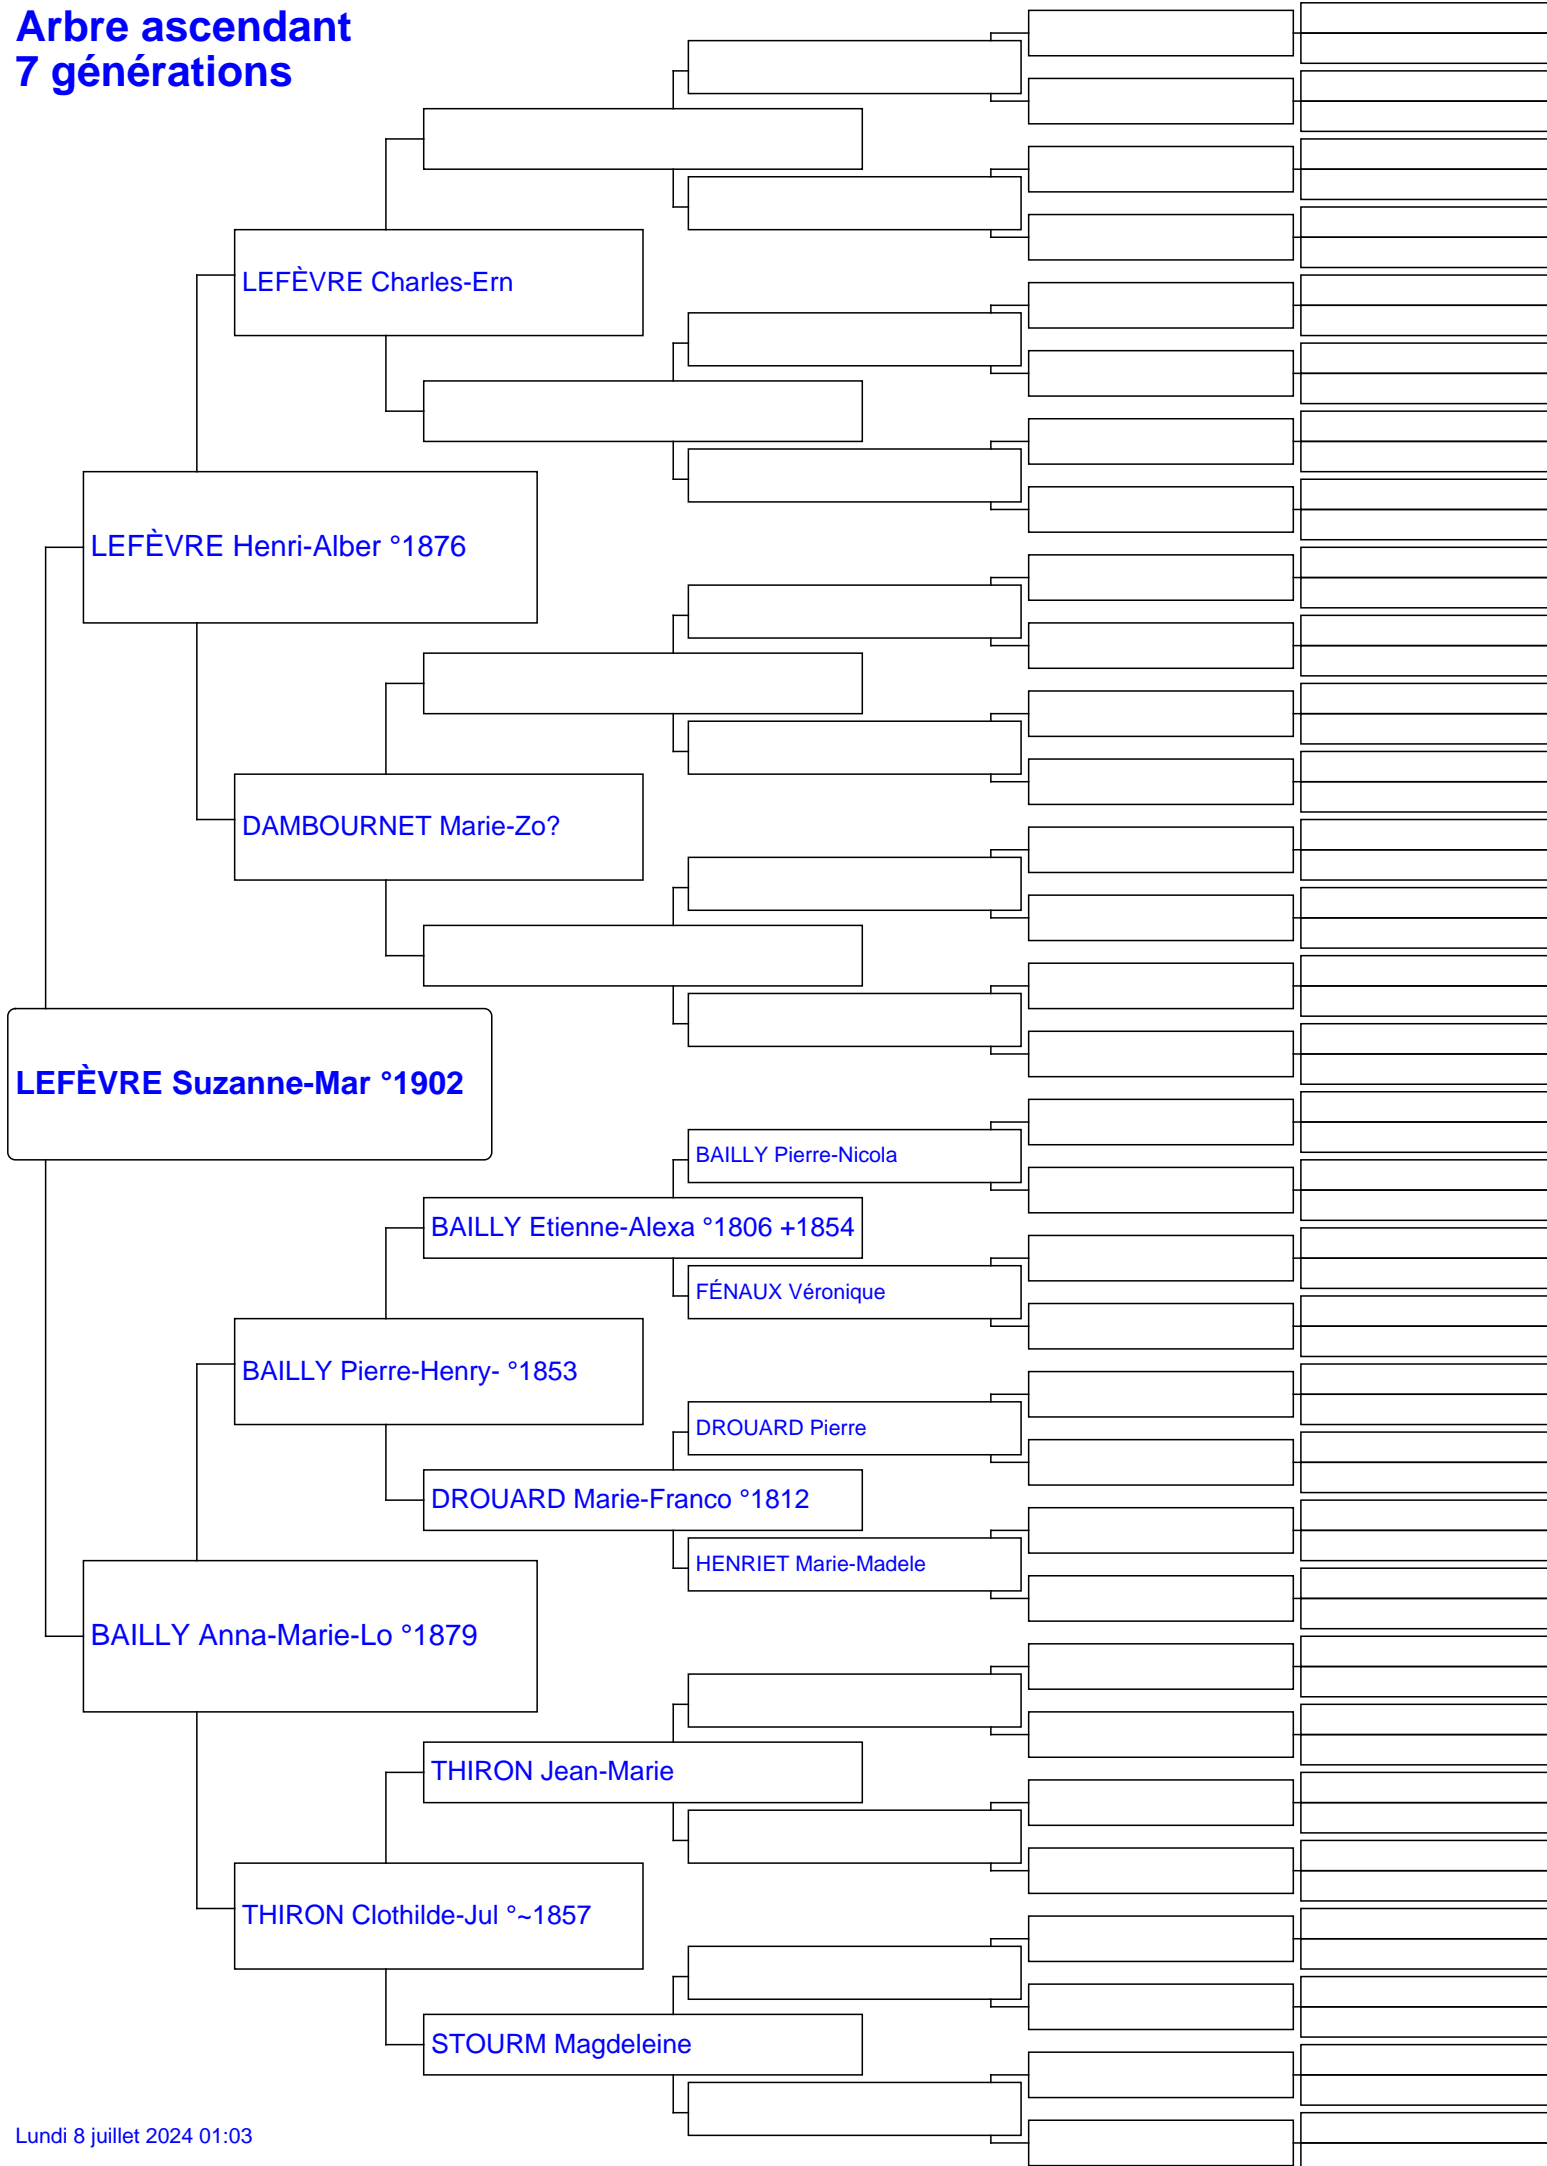 Arbre ascendant
7 générations
LEFÈVRE Charles-Ern
LEFÈVRE Henri-Alber °1876
DAMBOURNET Marie-Zo?
LEFÈVRE Suzanne-Mar °1902
BAILLY Pierre-Nicola
BAILLY Etienne-Alexa °1806 +1854
FÉNAUX Véronique
BAILLY Pierre-Henry- °1853
DROUARD Pierre
DROUARD Marie-Franco °1812
HENRIET Marie-Madele
BAILLY Anna-Marie-Lo °1879
THIRON Jean-Marie
THIRON Clothilde-Jul °~1857
STOURM Magdeleine
Lundi 8 juillet 2024 01:03